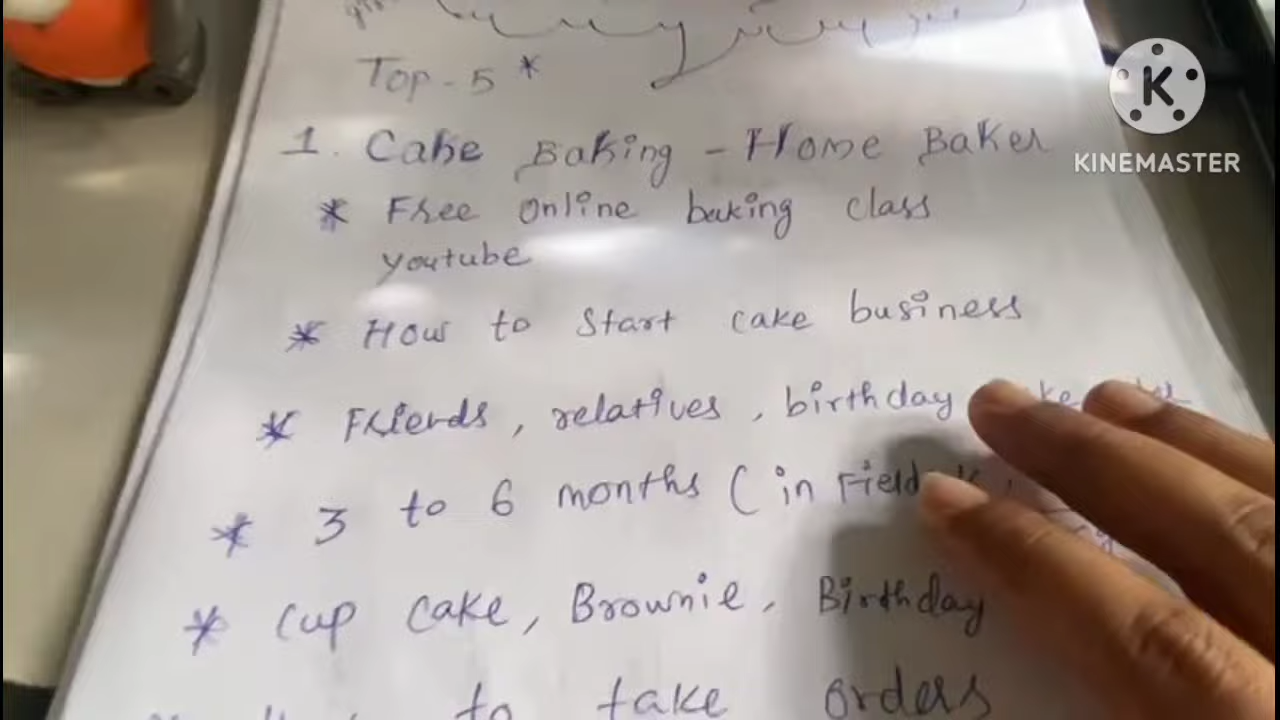 Top - 5 *
1. Cake Baking - Home Baker
* Free online baking class
youtube
* How to start cake business
* Friends, relatives, birthday
* 3 to 6 months ( in Field
* cup cake, Brownie, Birthday
to take orders
K
KINEMASTER